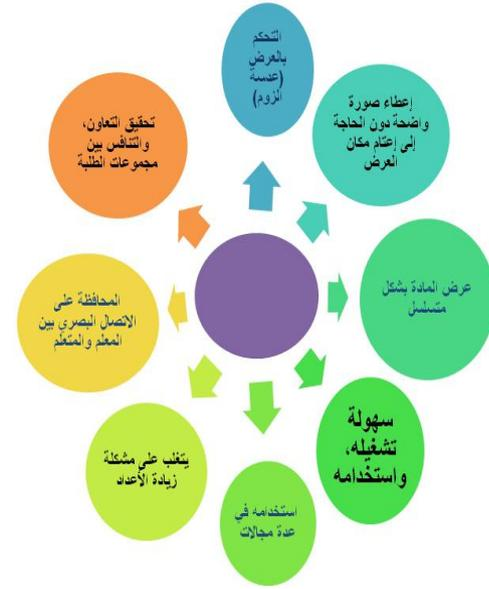 التحكم
بالعرض
(عدسة
الزوم)
إعطاء صورة
واضحة دون الحاجة
إلى إعتام مكان
العرض
عرض المادة بشكل
متسلسل
سهولة
تشغيله،
واستخدامه
استخدامه في
عدة مجالات
يتغلب على مشكلة
زيادة الأعداد
المحافظة على
الاتصال البصري بين
المعلم والمتعلم
تحقيق التعاون،
والتنافس بين
مجموعات الطلبة